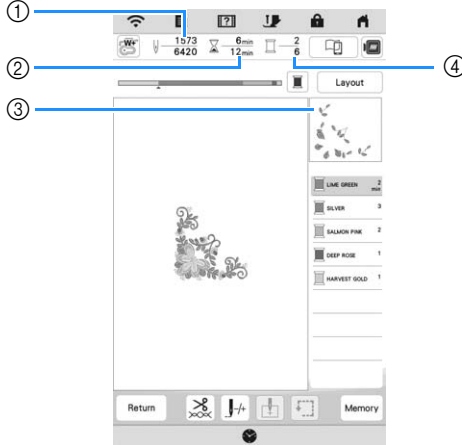 ①
W+
1573 6min 2
6420 12min 6
②
④
Layout
③
LIME GREEN 2 min
SILVER 3
SALMON PINK 2
DEEP ROSE 1
HARVEST GOLD 1
Return
-/+
Memory